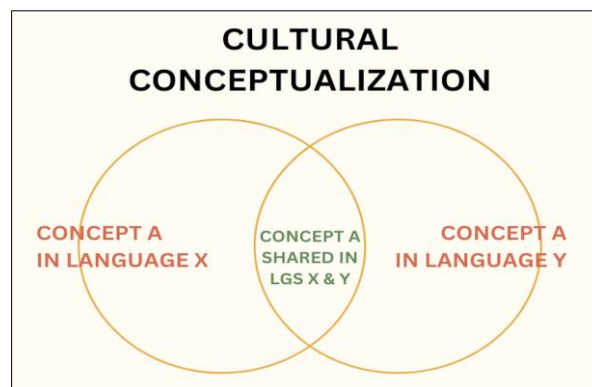 CULTURAL
CONCEPTUALIZATION
CONCEPT A
IN LANGUAGE X
CONCEPT A
SHARED IN
LGS X & Y
CONCEPT A
IN LANGUAGE Y